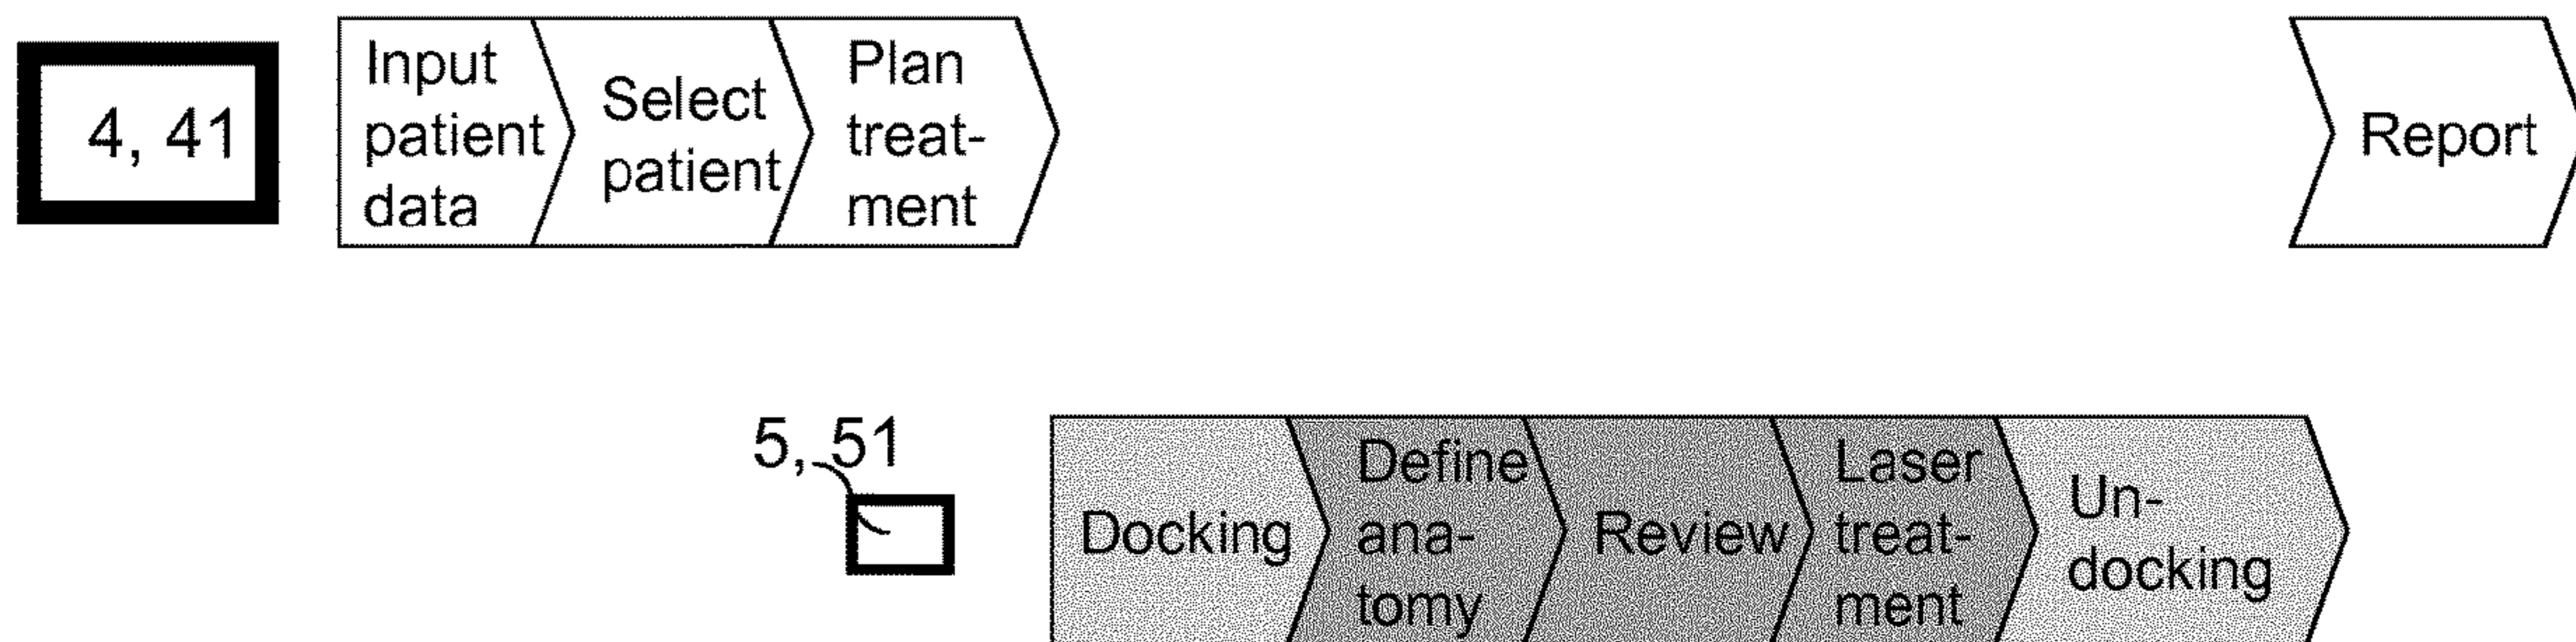 4, 41
Input
patient
data
Select
patient
Plan
treat-
ment
Report
5, 51
Docking
Define
ana-
tomy
Review
Laser
treat-
ment
Un-
docking